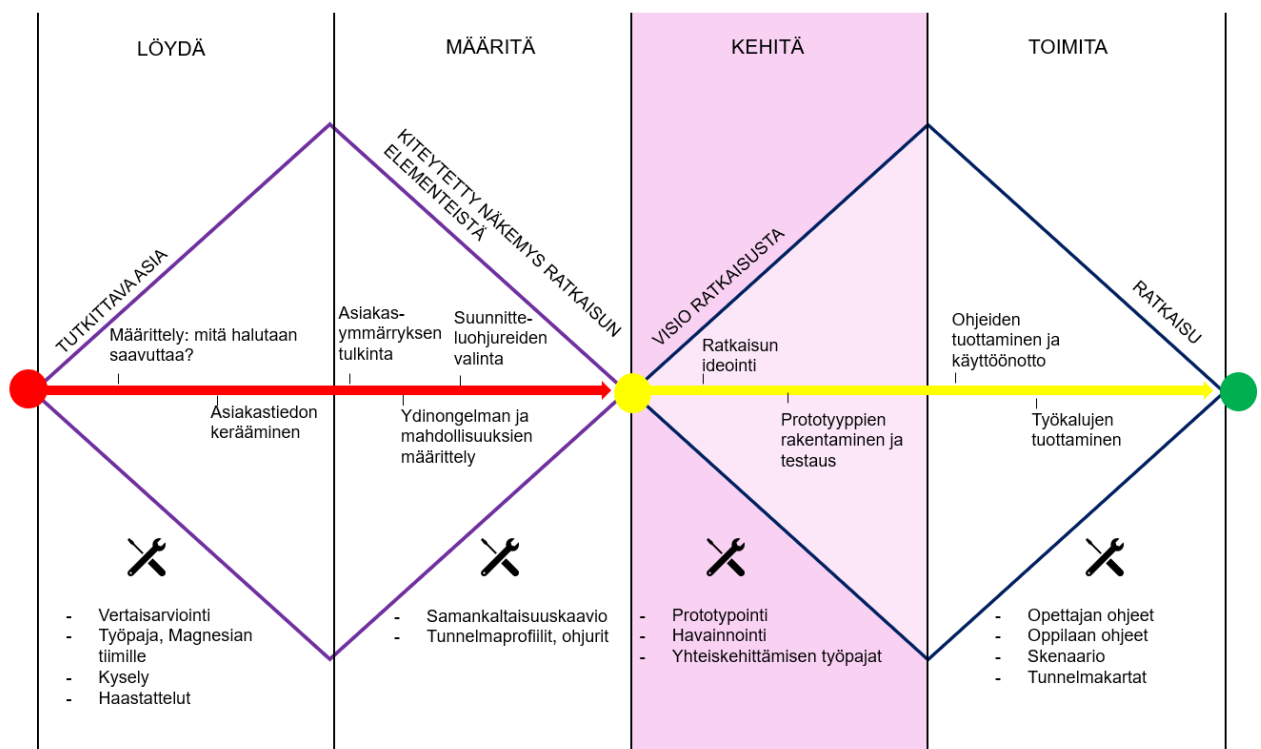 LÖYDÄ
MÄÄRITÄ
KEHITÄ
TOIMITA
TUTKITTAVA ASIA
KITEYTETTY NÄKEMYS RATKAISUN
ELEMENTEISTÄ
VISIO RATKAISUSTA
RATKAISU
Määrittely: mitä halutaan
saavuttaa?
Asiakastiedon
kerääminen
Asiakas-
ymmärryksen
tulkinta
Suunnitte-
luohjureiden
valinta
Ydinongelman ja
mahdollisuuksien
määrittely
Ratkaisun
ideointi
Prototyyppien
rakentaminen ja
testaus
Ohjeiden
tuottaminen ja
käyttöönotto
Työkalujen
tuottaminen
- Vertaisarviointi
- Työpaja, Magnesian
tiimille
- Kysely
- Haastattelut
- Samankaltaisuuskaavio
- Tunnelmaprofiilit, ohjurit
- Prototypointi
- Havainnointi
- Yhteiskehittämisen työpajat
- Opettajan ohjeet
- Oppilaan ohjeet
- Skenaario
- Tunnelmakartat